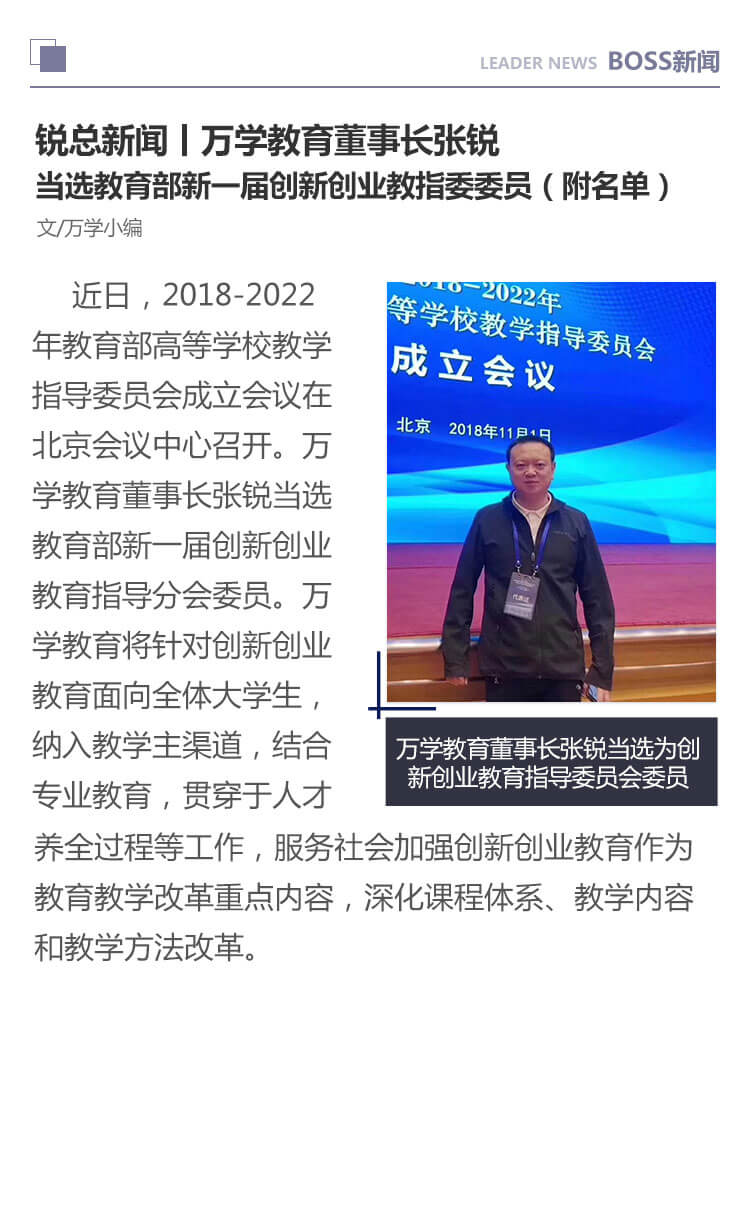 LEADER NEWS BOSS新闻
锐总新闻丨万学教育董事长张锐
当选教育部新一届创新创业教指委委员（附名单）
文/万学小编
近日，2018-2022
年教育部高等学校教学
指导委员会成立会议在
北京会议中心召开。万
学教育董事长张锐当选
教育部新一届创新创业
教育指导分会委员。万
学教育将针对创新创业
教育面向全体大学生，
纳入教学主渠道，结合
专业教育，贯穿于人才
养全过程等工作，服务社会加强创新创业教育作为
教育教学改革重点内容，深化课程体系、教学内容
和教学方法改革。
2018-2022年
等学校教学指导委员会
成立会议
北京 2018年11月1日
代表证
万学教育董事长张锐当选为创
新创业教育指导委员会委员